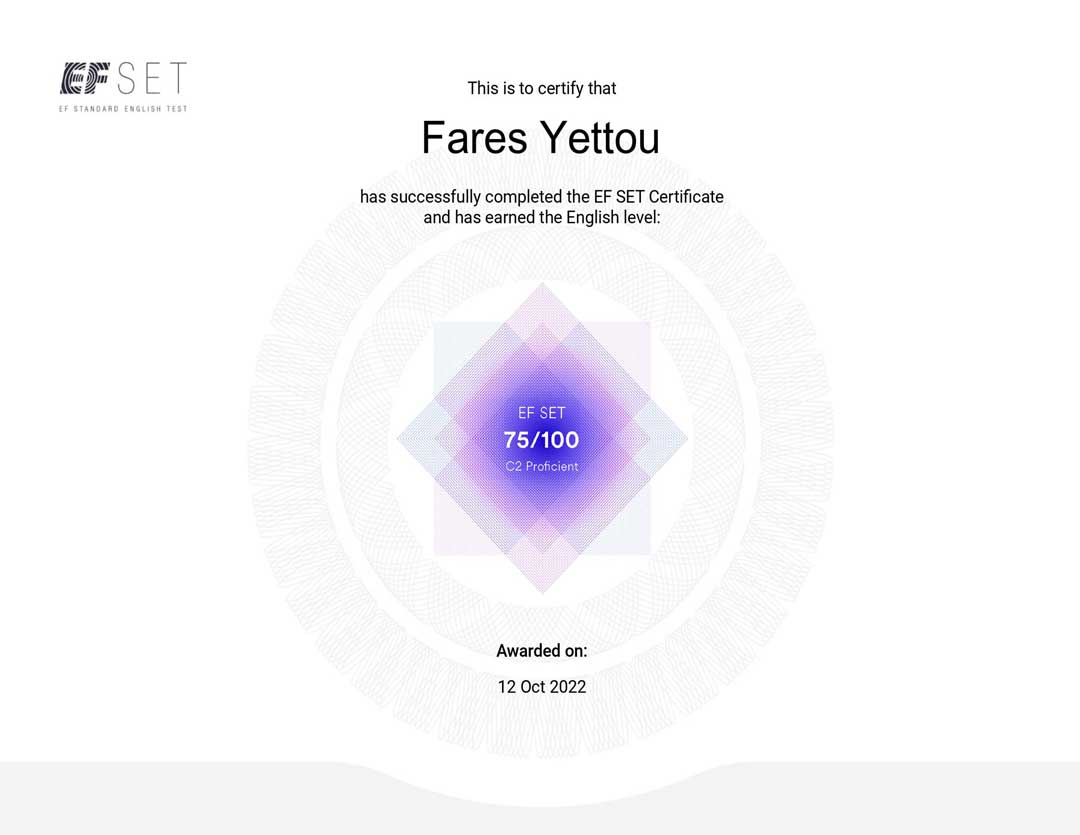 EF SET
EF STANDARD ENGLISH TEST
This is to certify that
Fares Yettou
has successfully completed the EF SET Certificate
and has earned the English level:
EF SET
75/100
C2 Proficient
Awarded on:
12 Oct 2022